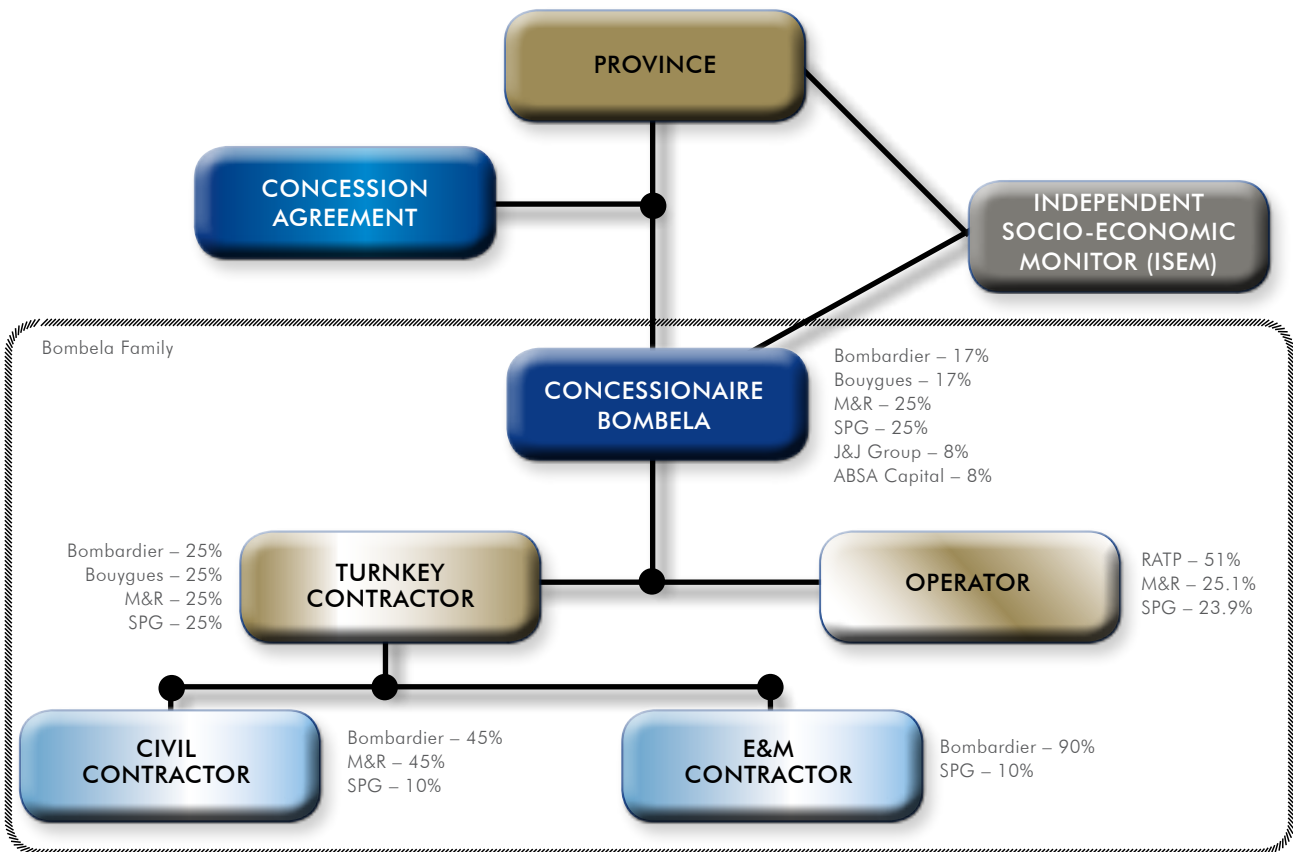 PROVINCE
CONCESSION
AGREEMENT
INDEPENDENT
SOCIO-ECONOMIC
MONITOR (ISEM)
Bombela Family
CONCESSIONAIRE
BOMBELA
Bombardier – 17%
Bouygues – 17%
M&R – 25%
SPG – 25%
J&J Group – 8%
ABSA Capital – 8%
Bombardier – 25%
Bouygues – 25%
M&R – 25%
SPG – 25%
TURNKEY
CONTRACTOR
OPERATOR
RATP – 51%
M&R – 25.1%
SPG – 23.9%
CIVIL
CONTRACTOR
Bombardier – 45%
M&R – 45%
SPG – 10%
E&M
CONTRACTOR
Bombardier – 90%
SPG – 10%